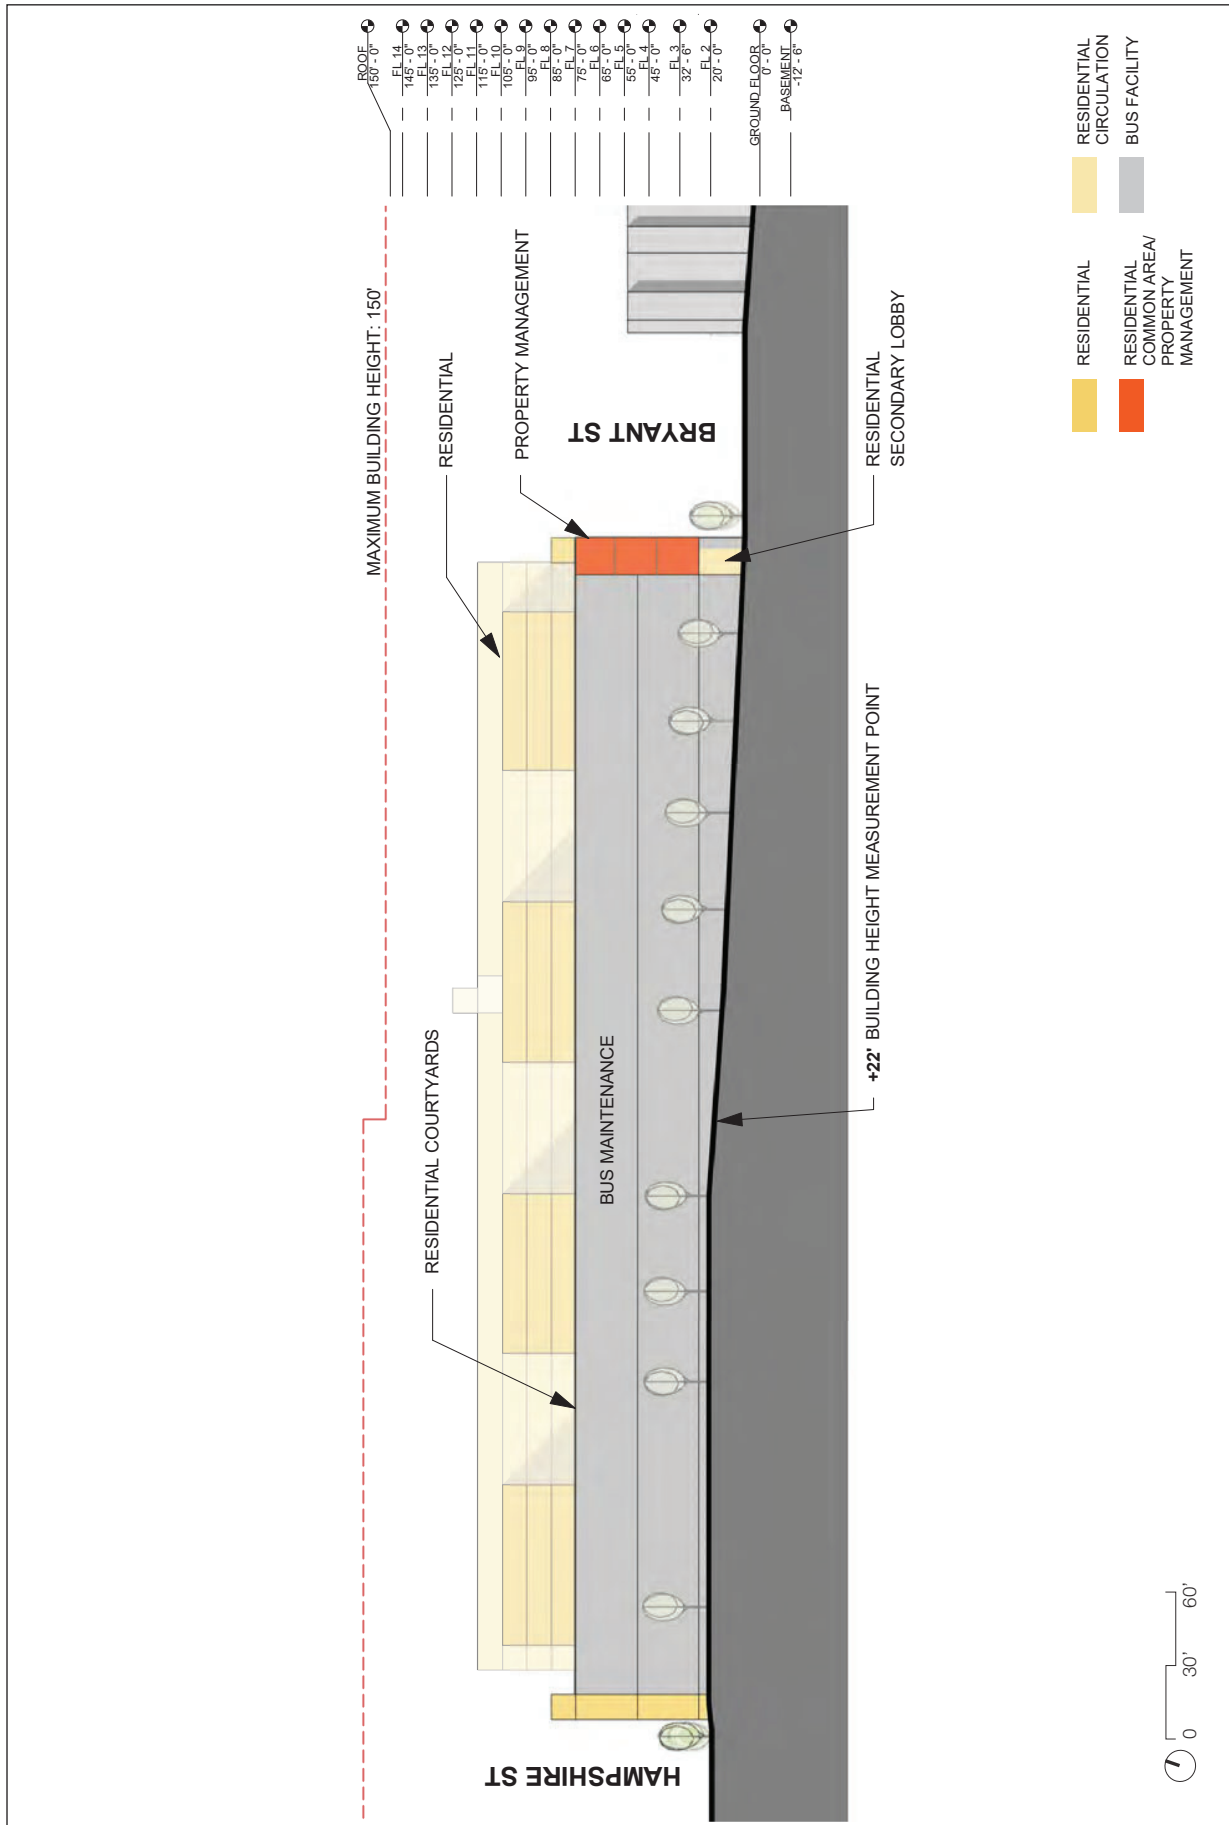 ROOF
150' - 0"
FL 14
145' - 0"
FL 13
135' - 0"
FL 12
125' - 0"
FL 11
115' - 0"
FL 10
105' - 0"
FL 9
95' - 0"
FL 8
85' - 0"
FL 7
75' - 0"
FL 6
65' - 0"
FL 5
55' - 0"
FL 4
45' - 0"
FL 3
32' - 6"
FL 2
20' - 0"
GROUND FLOOR
0' - 0"
BASEMENT
-12' - 6"
MAXIMUM BUILDING HEIGHT: 150'
RESIDENTIAL
PROPERTY MANAGEMENT
BRYANT ST
RESIDENTIAL
SECONDARY LOBBY
RESIDENTIAL COURTYARDS
BUS MAINTENANCE
+22' BUILDING HEIGHT MEASUREMENT POINT
HAMPSHIRE ST
RESIDENTIAL
RESIDENTIAL
COMMON AREA/
PROPERTY
MANAGEMENT
RESIDENTIAL
CIRCULATION
BUS FACILITY
0 30' 60'